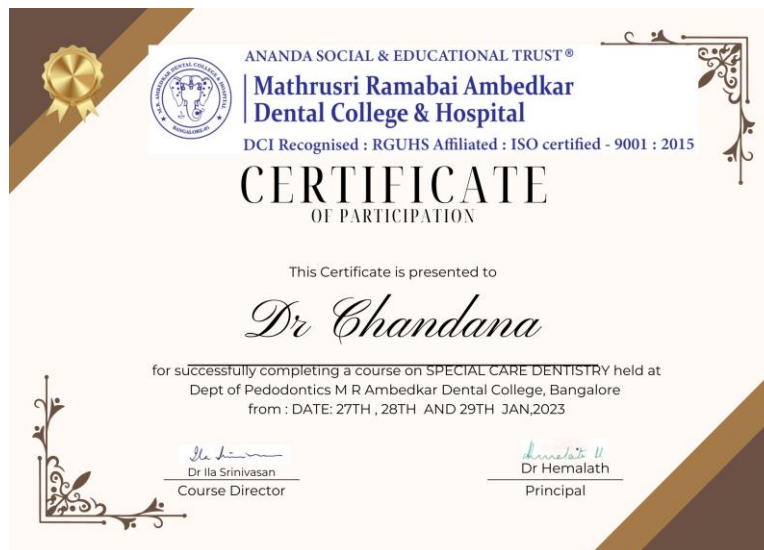 ANANDA SOCIAL & EDUCATIONAL TRUST®
Mathrusri Ramabai Ambedkar
Dental College & Hospital
DCI Recognised : RGUHS Affiliated : ISO certified - 9001 : 2015
CERTIFICATE
OF PARTICIPATION
This Certificate is presented to
Dr Chandana
for successfully completing a course on SPECIAL CARE DENTISTRY held at
Dept of Pedodontics M R Ambedkar Dental College, Bangalore
from : DATE: 27TH , 28TH AND 29TH JAN,2023
Dr Ila Srinivasan
Course Director
Dr Hemalath
Principal